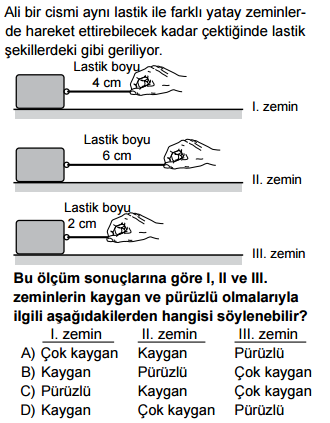 Ali bir cismi aynı lastik ile farklı yatay zeminler-
de hareket ettirebilecek kadar çektiğinde lastik
şekillerdeki gibi geriliyor.
Lastik boyu
4 cm
I. zemin
Lastik boyu
6 cm
II. zemin
Lastik boyu
2 cm
III. zemin
Bu ölçüm sonuçlarına göre I, II ve III.
zeminlerin kaygan ve pürüzlü olmalarıyla
ilgili aşağıdakilerden hangisi söylenebilir?
I. zemin II. zemin III. zemin
A) Çok kaygan Kaygan Pürüzlü
B) Kaygan Pürüzlü Çok kaygan
C) Pürüzlü Kaygan Çok kaygan
D) Kaygan Çok kaygan Pürüzlü